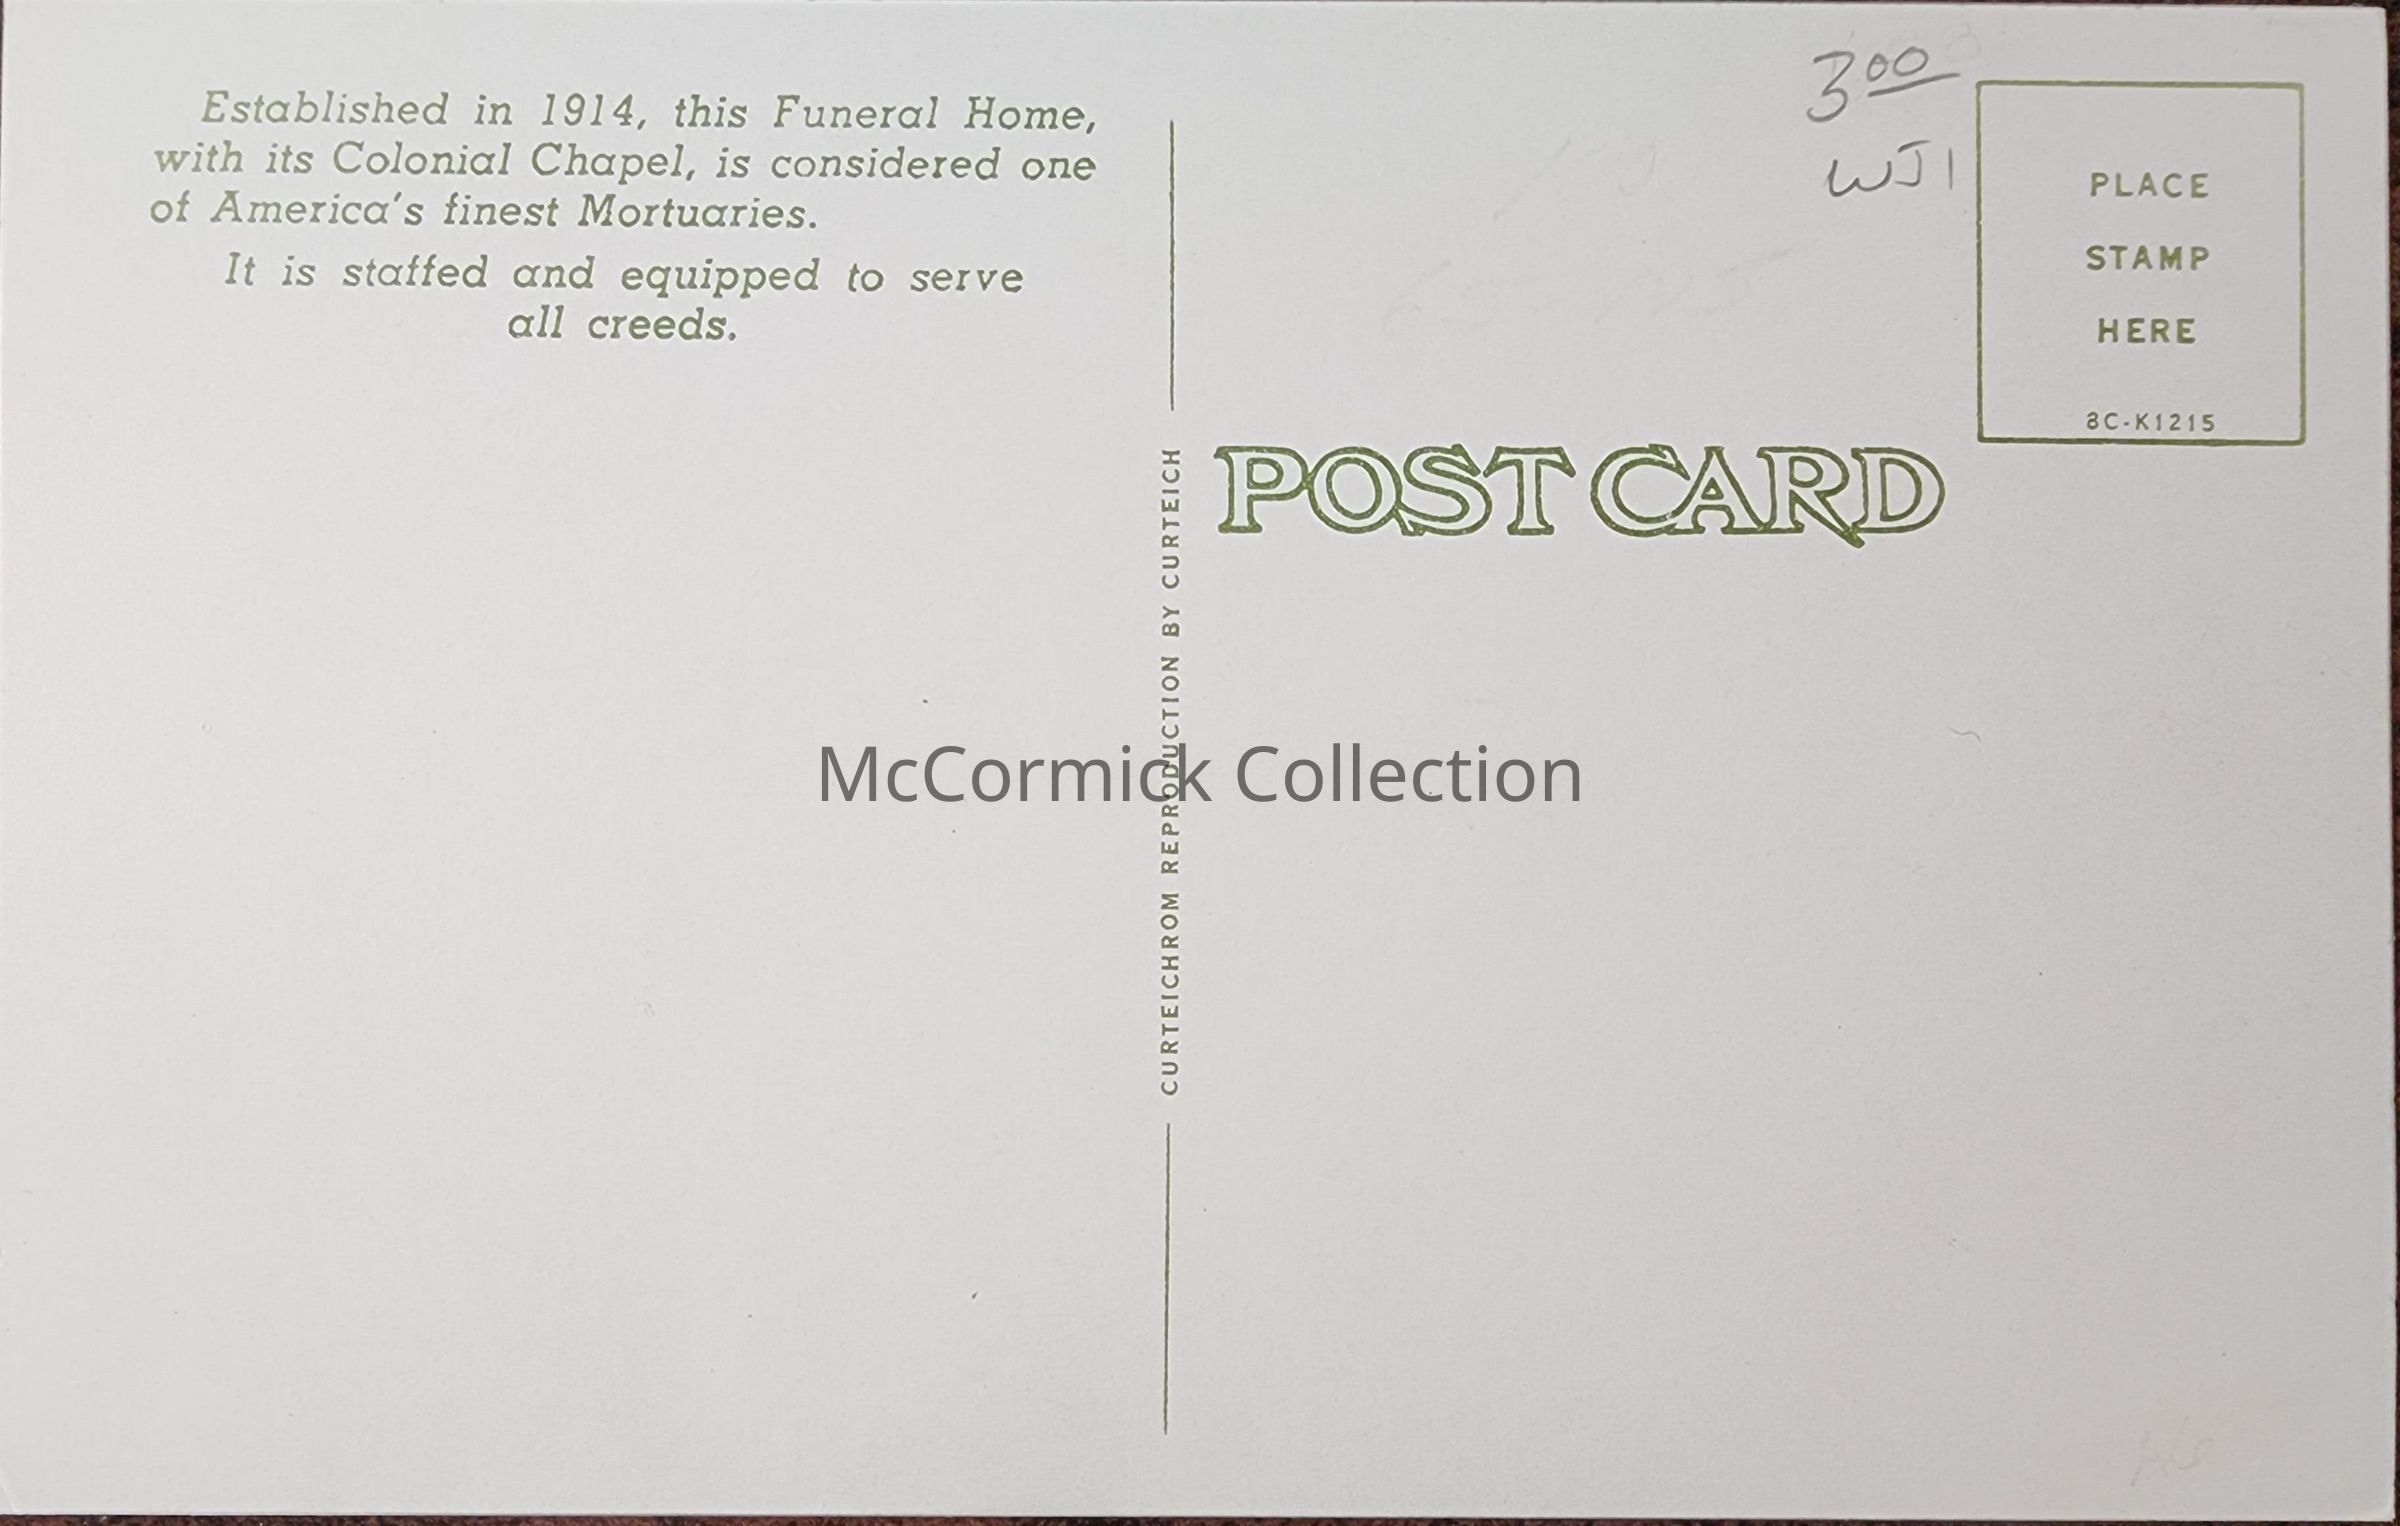 Established in 1914, this Funeral Home,
with its Colonial Chapel, is considered one
of America's finest Mortuaries.
It is staffed and equipped to serve
all creeds.
3.00
WJ1
PLACE
STAMP
HERE
8C-K1215
POST CARD
CURTEICHROM REPRODUCTION BY CURTEICH
McCormick Collection